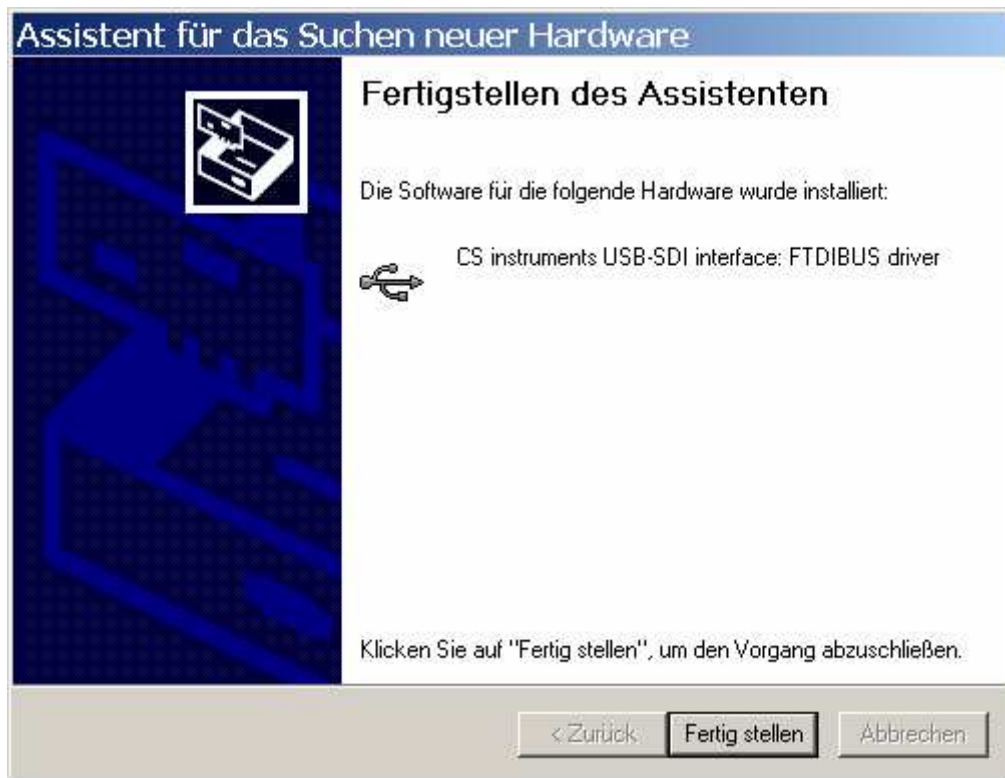 Assistent für das Suchen neuer Hardware
Fertigstellen des Assistenten
Die Software für die folgende Hardware wurde installiert:
CS instruments USB-SDI interface: FTDIBUS driver
Klicken Sie auf "Fertig stellen", um den Vorgang abzuschließen.
< Zurück Fertig stellen Abbrechen